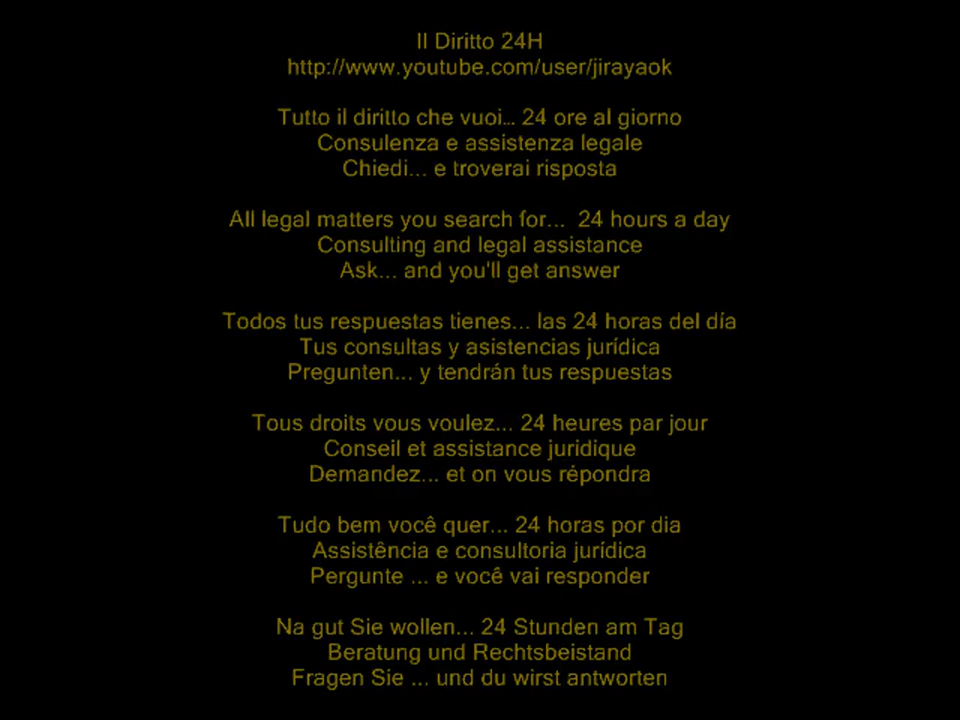 Il Diritto 24H
http://www.youtube.com/user/jirayaok
Tutto il diritto che vuoi... 24 ore al giorno
Consulenza e assistenza legale
Chiedi... e troverai risposta
All legal matters you search for...  24 hours a day
Consulting and legal assistance
Ask... and you'll get answer
Todos tus respuestas tienes... las 24 horas del día
Tus consultas y asistencias jurídica
Pregunten... y tendrán tus respuestas
Tous droits vous voulez... 24 heures par jour
Conseil et assistance juridique
Demandez... et on vous répondra
Tudo bem você quer... 24 horas por dia
Assistência e consultoria jurídica
Pergunte ... e você vai responder
Na gut Sie wollen... 24 Stunden am Tag
Beratung und Rechtsbeistand
Fragen Sie ... und du wirst antworten